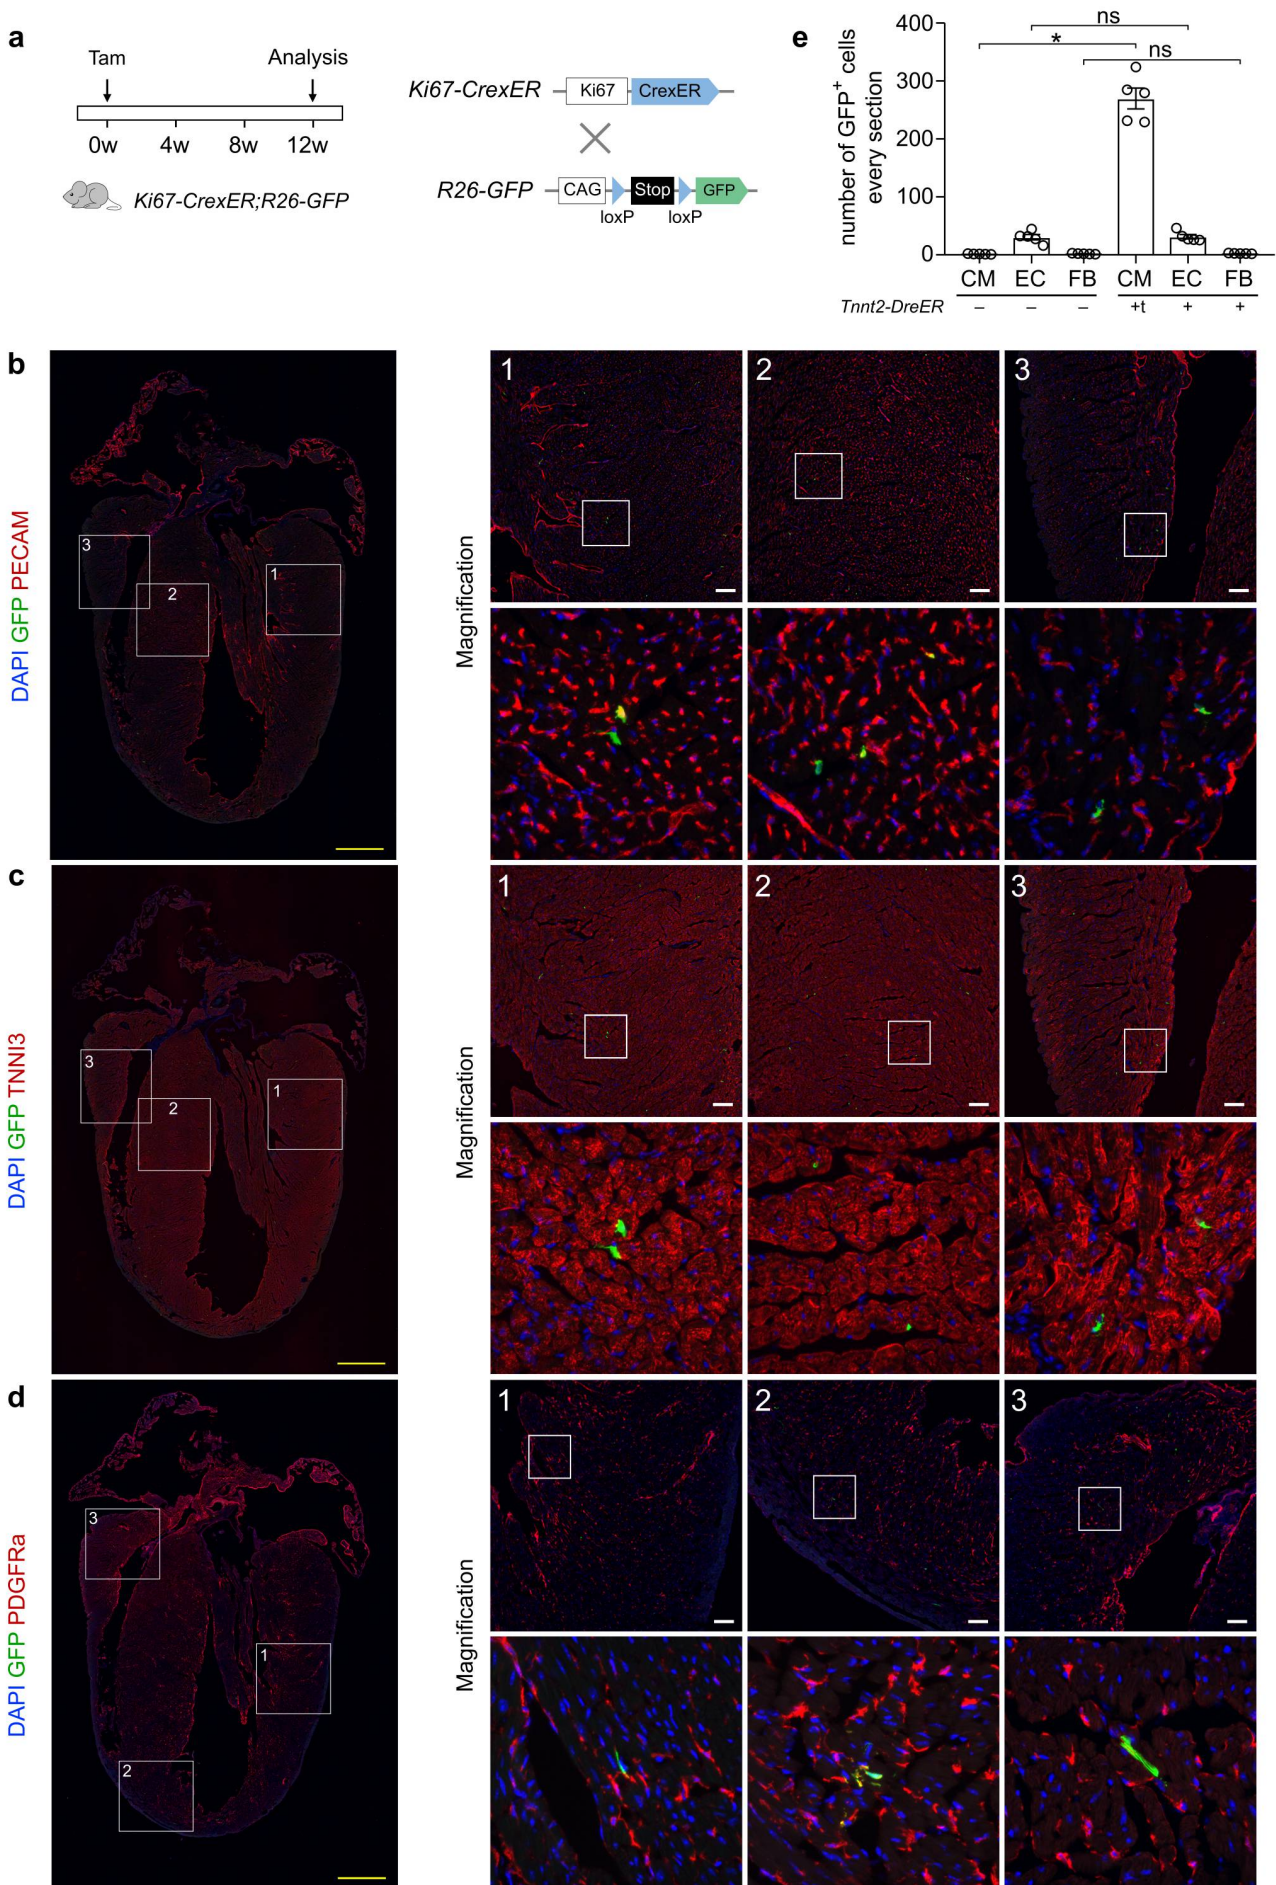 a
Tam
Analysis
0w 4w 8w 12w
Ki67-CrexER;R26-GFP
Ki67-CrexER
Ki67
CrexER
R26-GFP
CAG
Stop
GFP
loxP
loxP
e
number of GFP+ cells
every section
400
300
200
100
0
ns
*
ns
CM EC FB CM EC FB
Tnnt2-DreER – – – +t + +
b
DAPI GFP PECAM
3
2
1
Magnification
1
2
3
c
DAPI GFP TNNI3
3
2
1
Magnification
1
2
3
d
DAPI GFP PDGFRa
3
1
2
Magnification
1
2
3